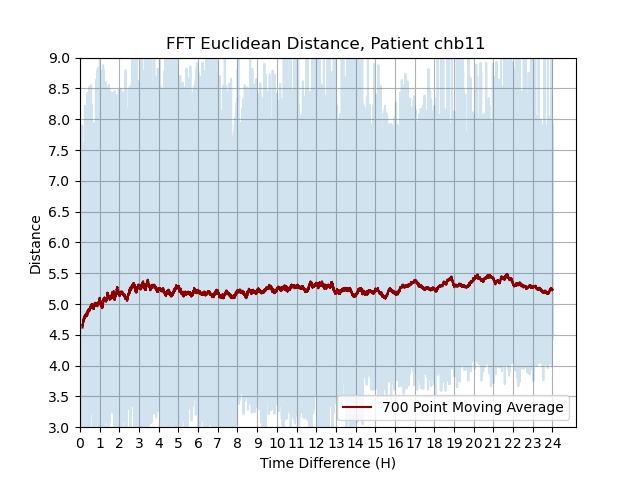 FFT Euclidean Distance, Patient chb11
9.0
8.5
8.0
7.5
7.0
6.5
6.0
5.5
5.0
4.5
4.0
3.5
3.0
Distance
700 Point Moving Average
0 1 2 3 4 5 6 7 8 9 10 11 12 13 14 15 16 17 18 19 20 21 22 23 24
Time Difference (H)